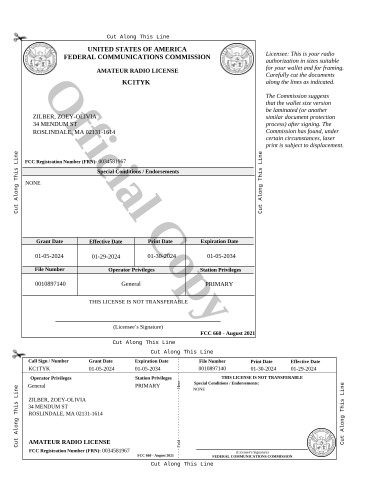 Cut Along This Line
UNITED STATES OF AMERICA
FEDERAL COMMUNICATIONS COMMISSION
AMATEUR RADIO LICENSE
KC1TYK
ZILBER, ZOEY-OLIVIA
34 MENDUM ST
ROSLINDALE, MA 02131-1614
FCC Registration Number (FRN): 0034581967
Special Conditions / Endorsements
NONE
Grant Date Effective Date Print Date Expiration Date
01-05-2024 01-29-2024 01-30-2024 01-05-2034
File Number Operator Privileges Station Privileges
0010897140 General PRIMARY
THIS LICENSE IS NOT TRANSFERABLE
(Licensee's Signature)
FCC 660 - August 2021
Cut Along This Line
Cut Along This Line
Cut Along This Line
Official Copy
Licensee: This is your radio
authorization in sizes suitable
for your wallet and for framing.
Carefully cut the documents
along the lines as indicated.
The Commission suggests
that the wallet size version
be laminated (or another
similar document protection
process) after signing. The
Commission has found, under
certain circumstances, laser
print is subject to displacement.
Cut Along This Line
Call Sign / Number Grant Date Expiration Date File Number Print Date Effective Date
KC1TYK 01-05-2024 01-05-2034 0010897140 01-30-2024 01-29-2024
Operator Privileges Station Privileges
General PRIMARY
THIS LICENSE IS NOT TRANSFERABLE
Special Conditions / Endorsements:
NONE
ZILBER, ZOEY-OLIVIA
34 MENDUM ST
ROSLINDALE, MA 02131-1614
AMATEUR RADIO LICENSE
FCC Registration Number (FRN): 0034581967
FCC 660 - August 2021
Fold
(Licensee's Signature)
FEDERAL COMMUNICATIONS COMMISSION
Cut Along This Line
Cut Along This Line
Cut Along This Line